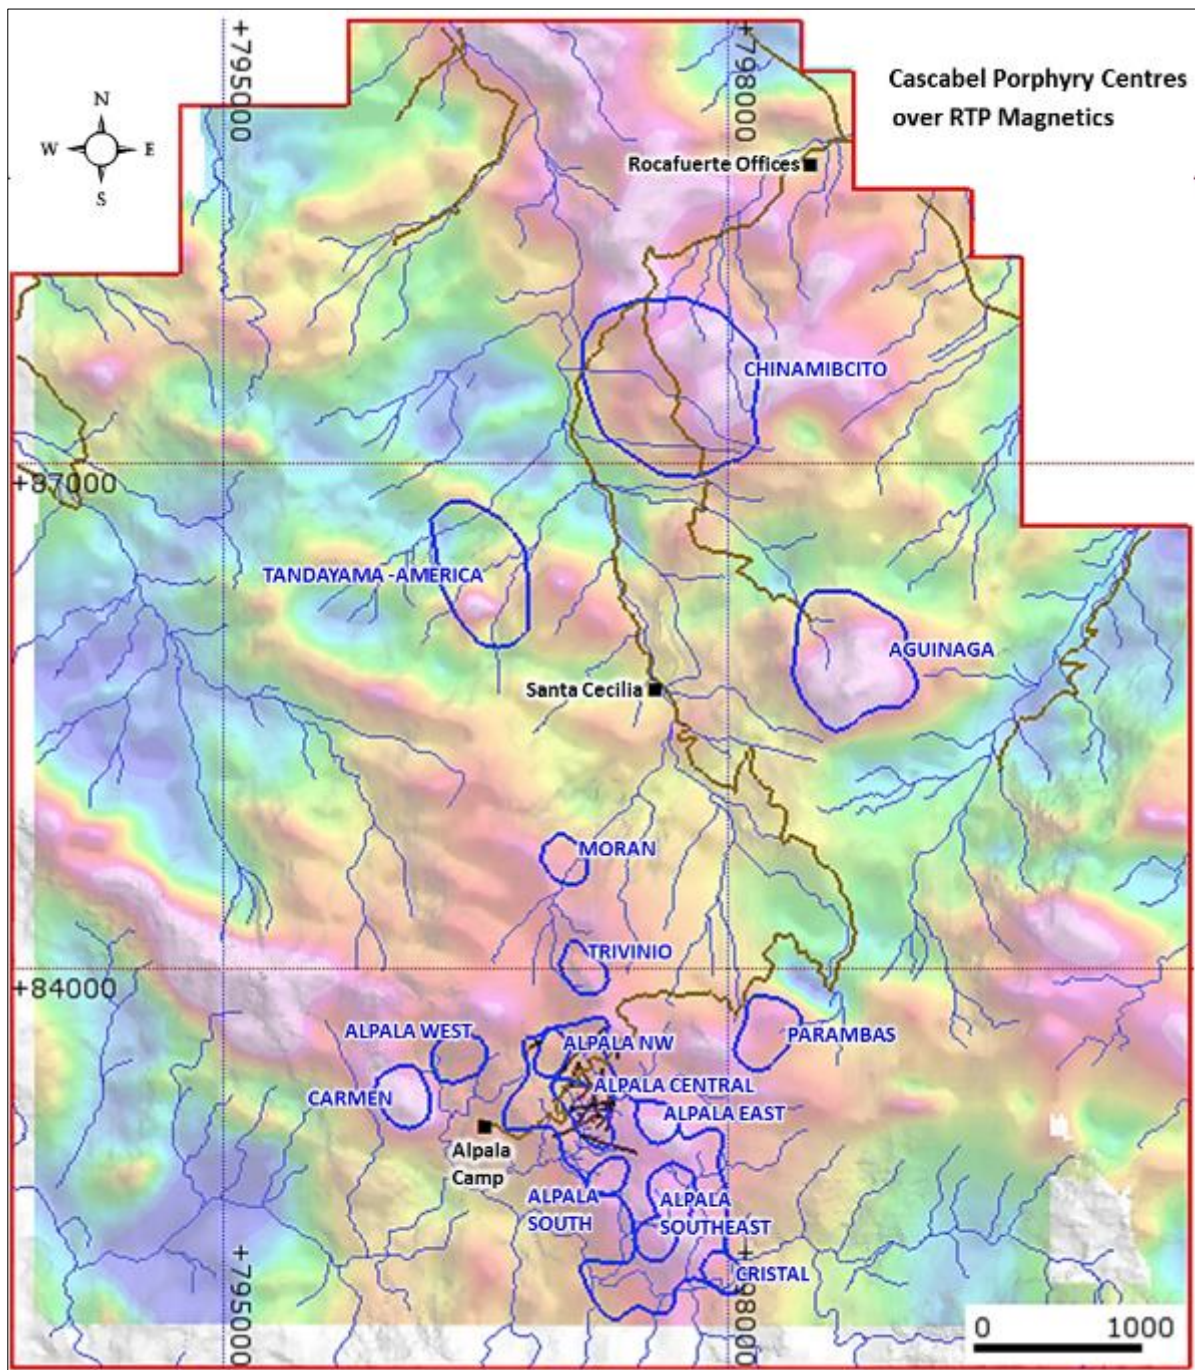 Cascabel Porphyry Centres
over RTP Magnetics
N
W E
S
+795000
+798000
Rocafuerte Offices
CHINAMIBCITO
+87000
TANDAYAMA -AMERICA
AGUINAGA
Santa Cecilia
MORAN
TRIVINIO
+84000
ALPALA WEST
ALPALA NW
PARAMBAS
CARMEN
ALPALA CENTRAL
ALPALA EAST
Alpala
Camp
ALPALA
SOUTH
ALPALA
SOUTHEAST
CRISTAL
+795000
+798000
0 1000